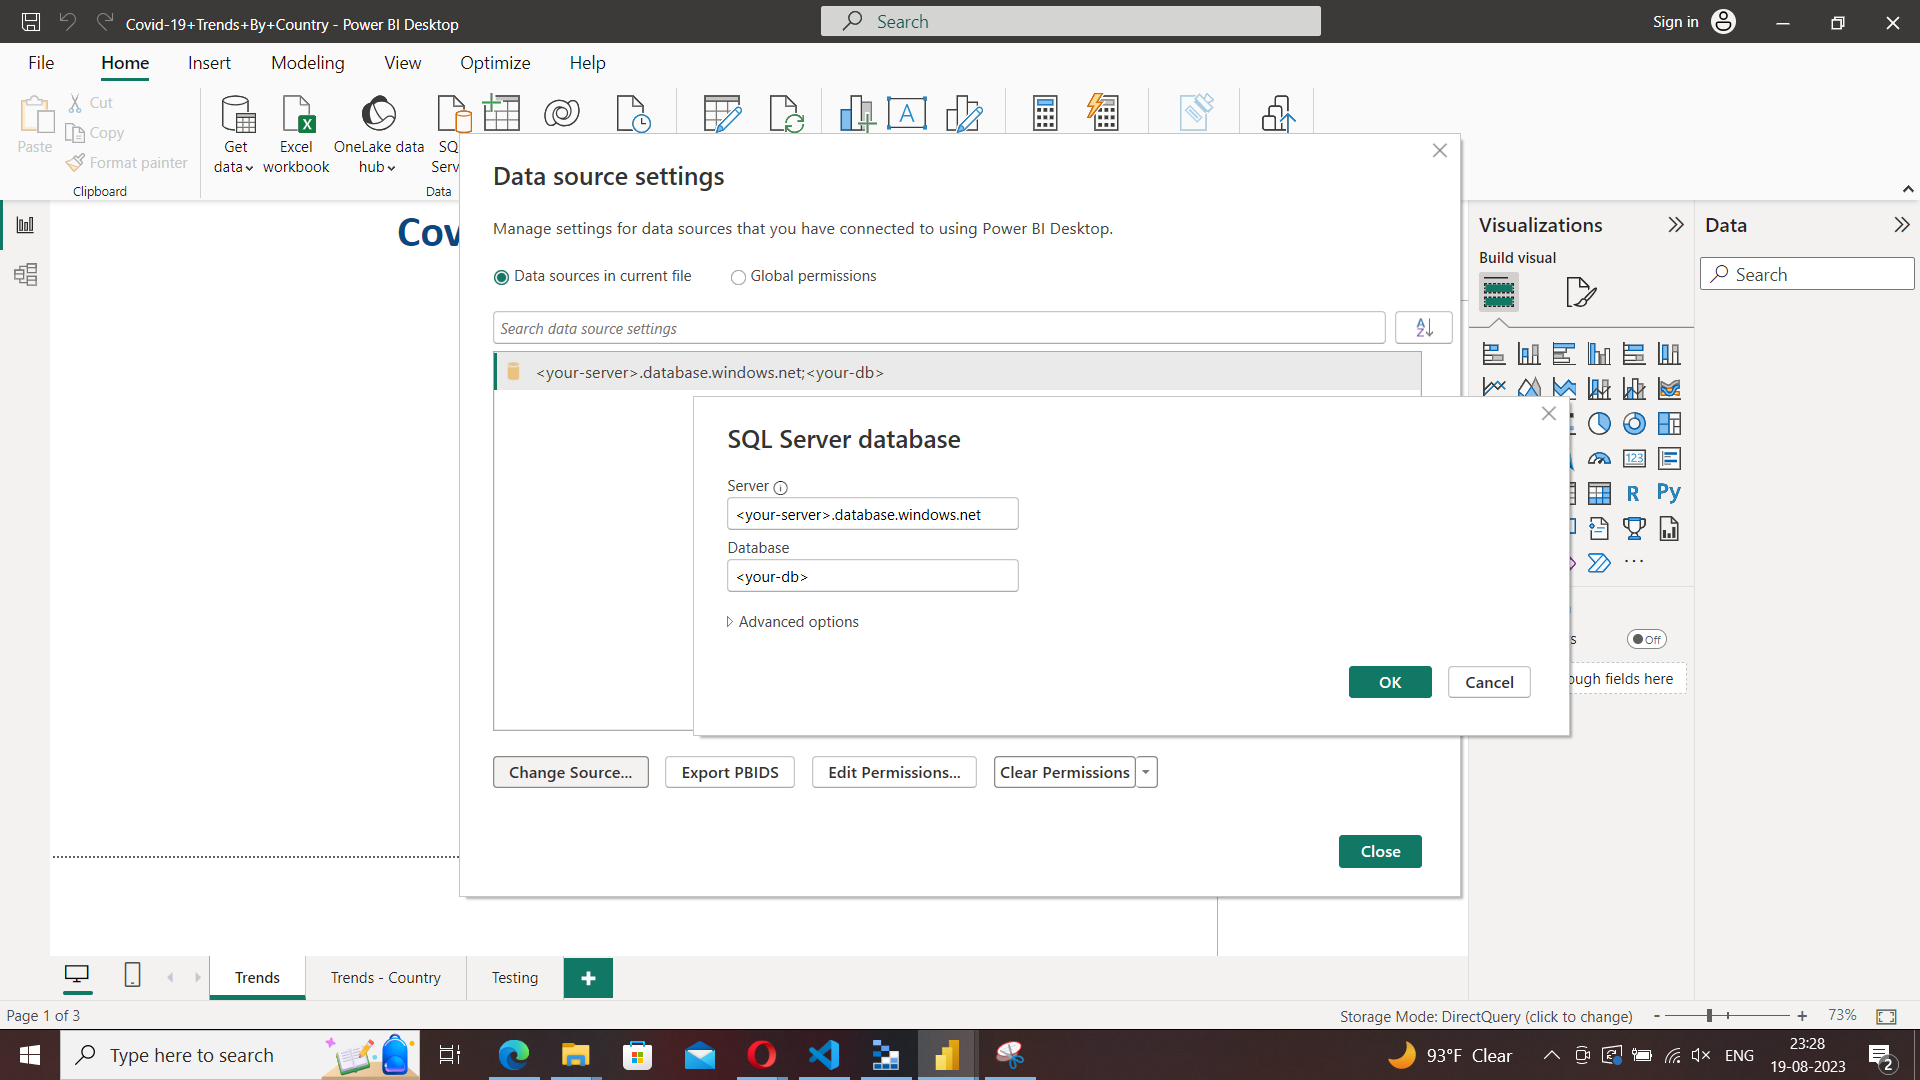 Covid-19+Trends+By+Country - Power BI Desktop
Search
Sign in
File
Home
Insert
Modeling
View
Optimize
Help
Paste
Cut
Copy
Format painter
Clipboard
Get
data
Excel
workbook
OneLake data
hub
SQ
Serv
Data
A
Cov
Data source settings
Manage settings for data sources that you have connected to using Power BI Desktop.
Data sources in current file
Global permissions
Search data source settings
A
Z
<your-server>.database.windows.net;<your-db>
SQL Server database
Server
<your-server>.database.windows.net
Database
<your-db>
Advanced options
OK
Cancel
Change Source...
Export PBIDS
Edit Permissions...
Clear Permissions
Close
Visualizations
Build visual
123
R
Py
...
s
Off
ough fields here
Data
Search
Trends
Trends - Country
Testing
+
Page 1 of 3
Storage Mode: DirectQuery (click to change)
-
+
73%
Type here to search
93°F Clear
ENG
23:28
19-08-2023
2